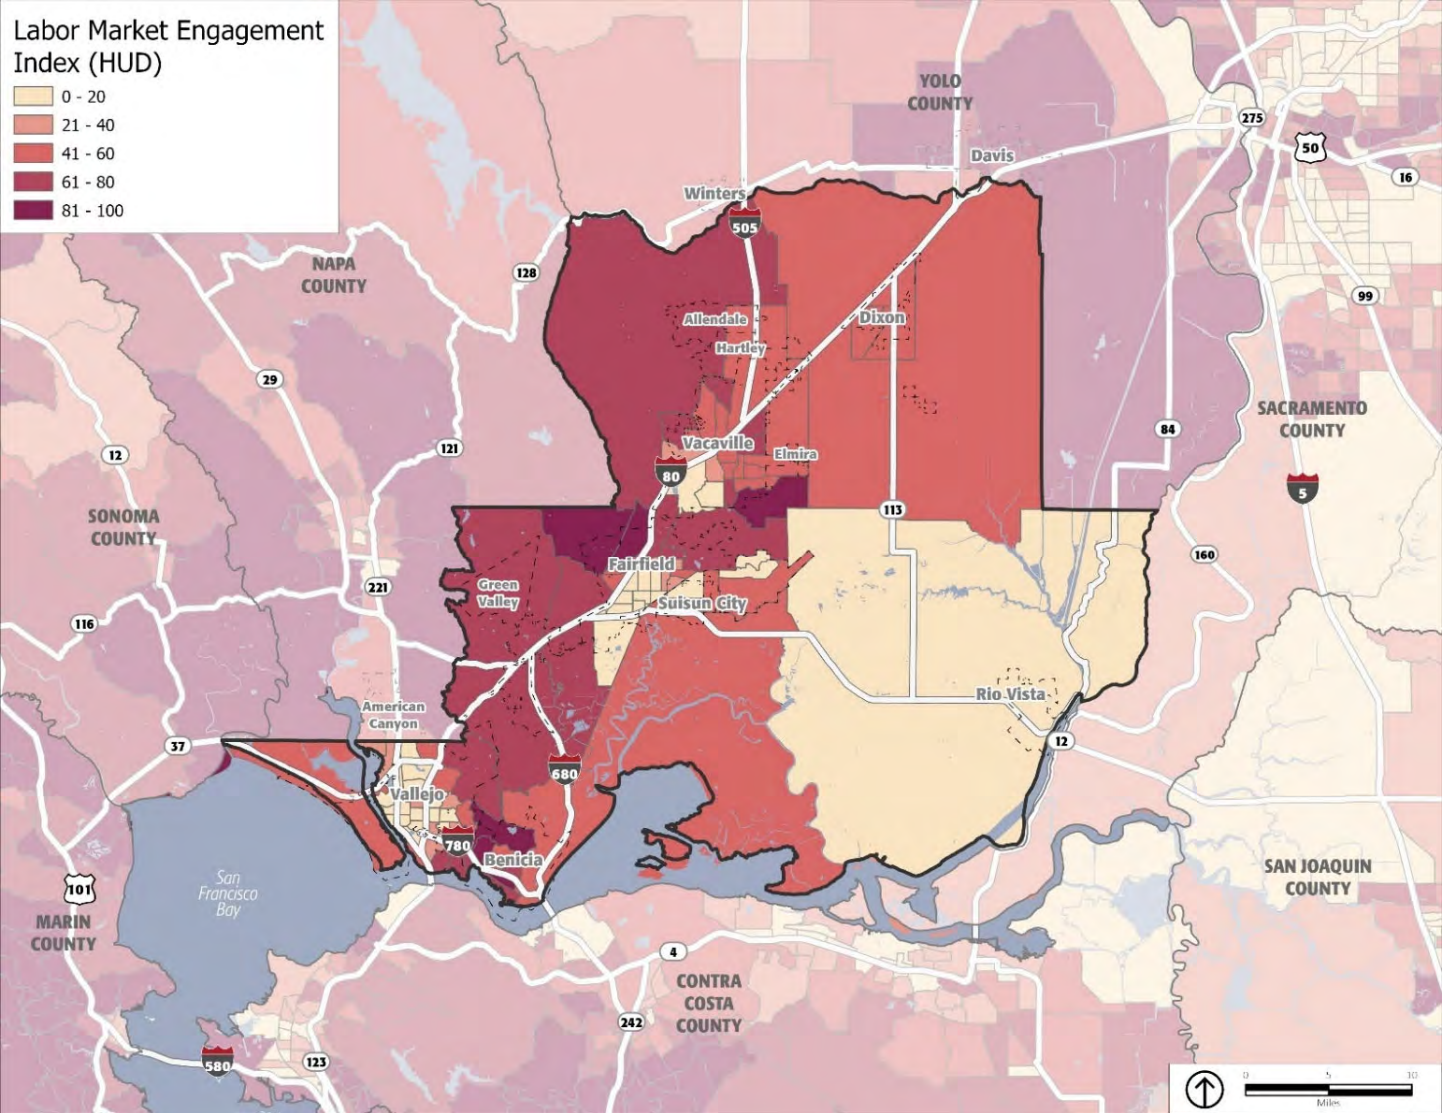 Labor Market Engagement
Index (HUD)
0 - 20
21 - 40
41 - 60
61 - 80
81 - 100
YOLO
COUNTY
275
50
Davis
16
Winters
505
NAPA
COUNTY
128
99
Allendale
Dixon
Hartley
29
SACRAMENTO
COUNTY
84
12
121
Vacaville
Elmira
80
5
SONOMA
COUNTY
113
160
Fairfield
221
Green
Valley
Suisun City
116
Rio Vista
American
Canyon
37
12
680
Vallejo
780
Benicia
San
Francisco
Bay
101
SAN JOAQUIN
COUNTY
MARIN
COUNTY
4
CONTRA
COSTA
COUNTY
242
580
123
0 5 10
Miles